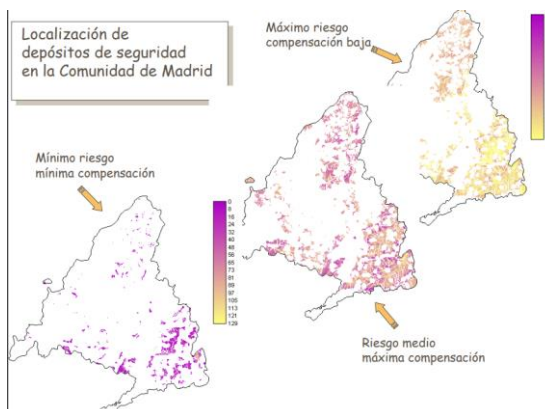 Localización de
depósitos de seguridad
en la Comunidad de Madrid
Máximo riesgo
compensación baja
Mínimo riesgo
mínima compensación
0
8
16
24
32
40
48
56
65
73
81
89
97
105
113
121
129
Riesgo medio
máxima compensación